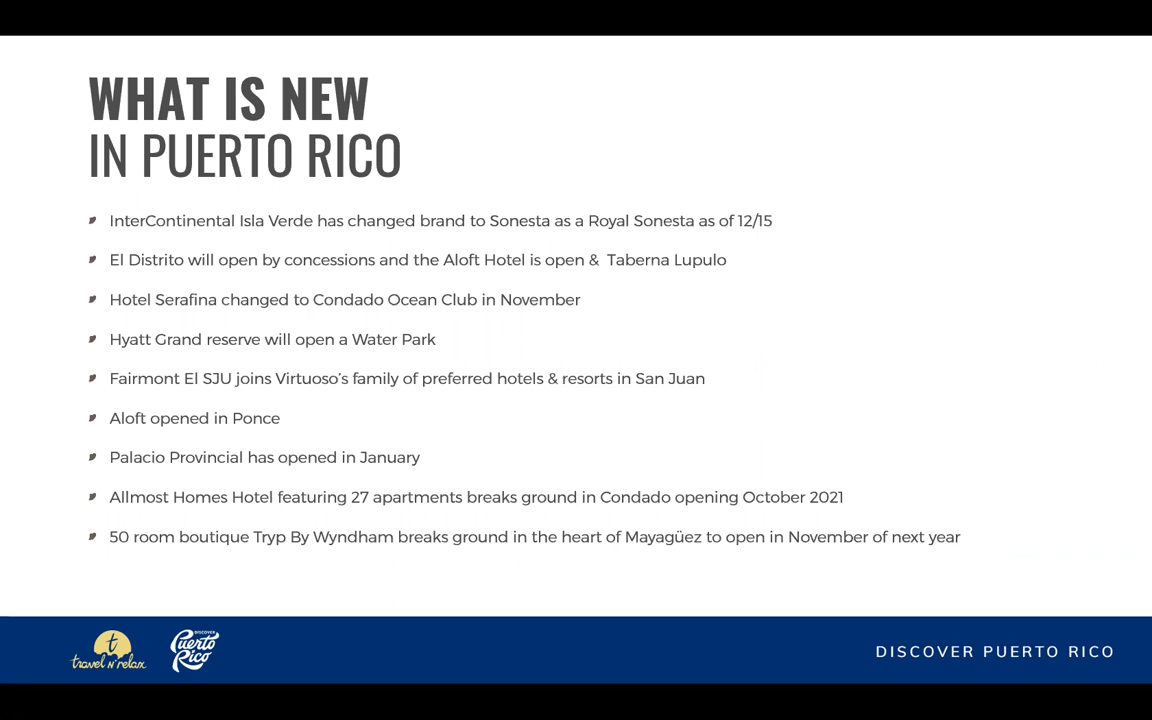 WHAT IS NEW
IN PUERTO RICO
InterContinental Isla Verde has changed brand to Sonesta as a Royal Sonesta as of 12/15
El Distrito will open by concessions and the Aloft Hotel is open & Taberna Lupulo
Hotel Serafina changed to Condado Ocean Club in November
Hyatt Grand reserve will open a Water Park
Fairmont El SJU joins Virtuoso's family of preferred hotels & resorts in San Juan
Aloft opened in Ponce
Palacio Provincial has opened in January
Allmost Homes Hotel featuring 27 apartments breaks ground in Condado opening October 2021
50 room boutique Tryp By Wyndham breaks ground in the heart of Mayagüez to open in November of next year
t
travel n' relax
DISCOVER
Puerto
Rico
DISCOVER PUERTO RICO